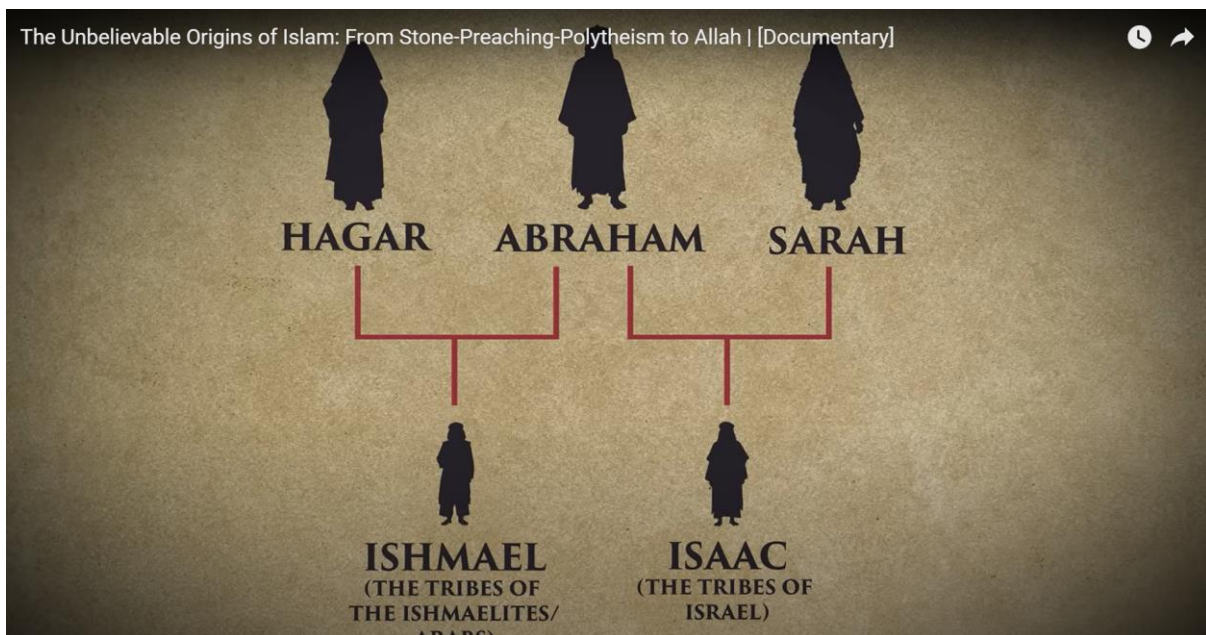 The Unbelievable Origins of Islam: From Stone-Preaching-Polytheism to Allah | [Documentary]
HAGAR
ABRAHAM
SARAH
ISHMAEL
(THE TRIBES OF
THE ISHMAELITES/
ARABS)
ISAAC
(THE TRIBES OF
ISRAEL)